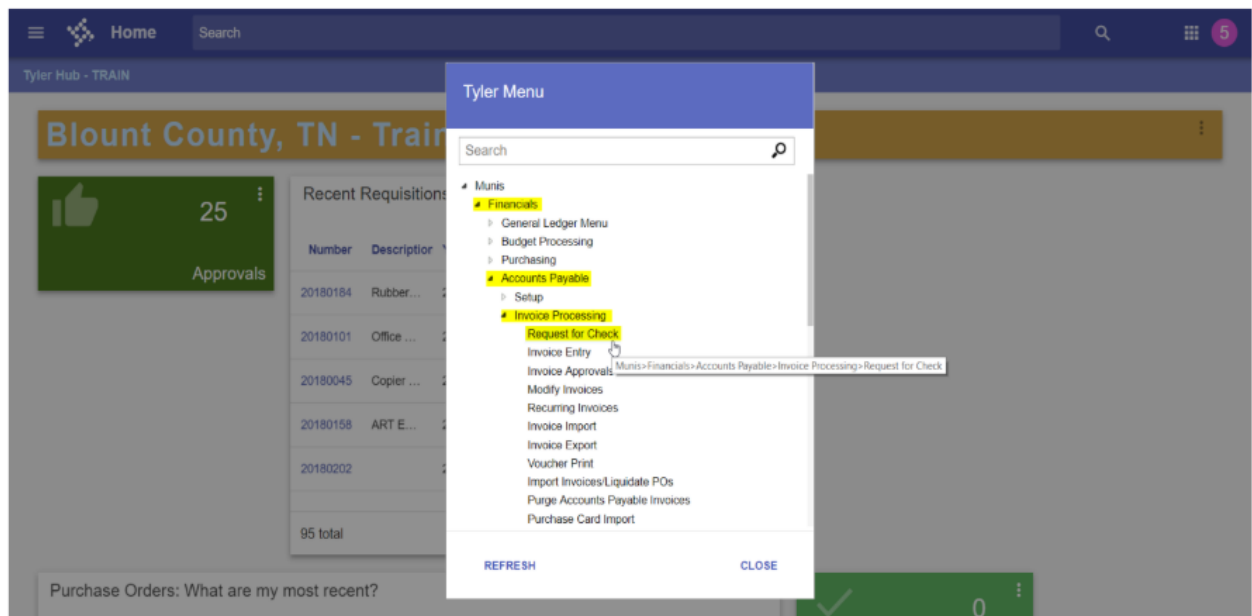 Home
Search
5
Tyler Hub - TRAIN
Tyler Menu
Blount County, TN - Train
Search
25
Approvals
Recent Requisitions
Number Description
20180184 Rubber...
20180101 Office ...
20180045 Copier ...
20180158 ART E...
20180202
95 total
Munis
Financials
General Ledger Menu
Budget Processing
Purchasing
Accounts Payable
Setup
Invoice Processing
Request for Check
Invoice Entry
Invoice Approvals
Munis>Financials>Accounts Payable>Invoice Processing>Request for Check
Modify Invoices
Recurring Invoices
Invoice Import
Invoice Export
Voucher Print
Import Invoices/Liquidate POs
Purge Accounts Payable Invoices
Purchase Card Import
REFRESH
CLOSE
Purchase Orders: What are my most recent?
0